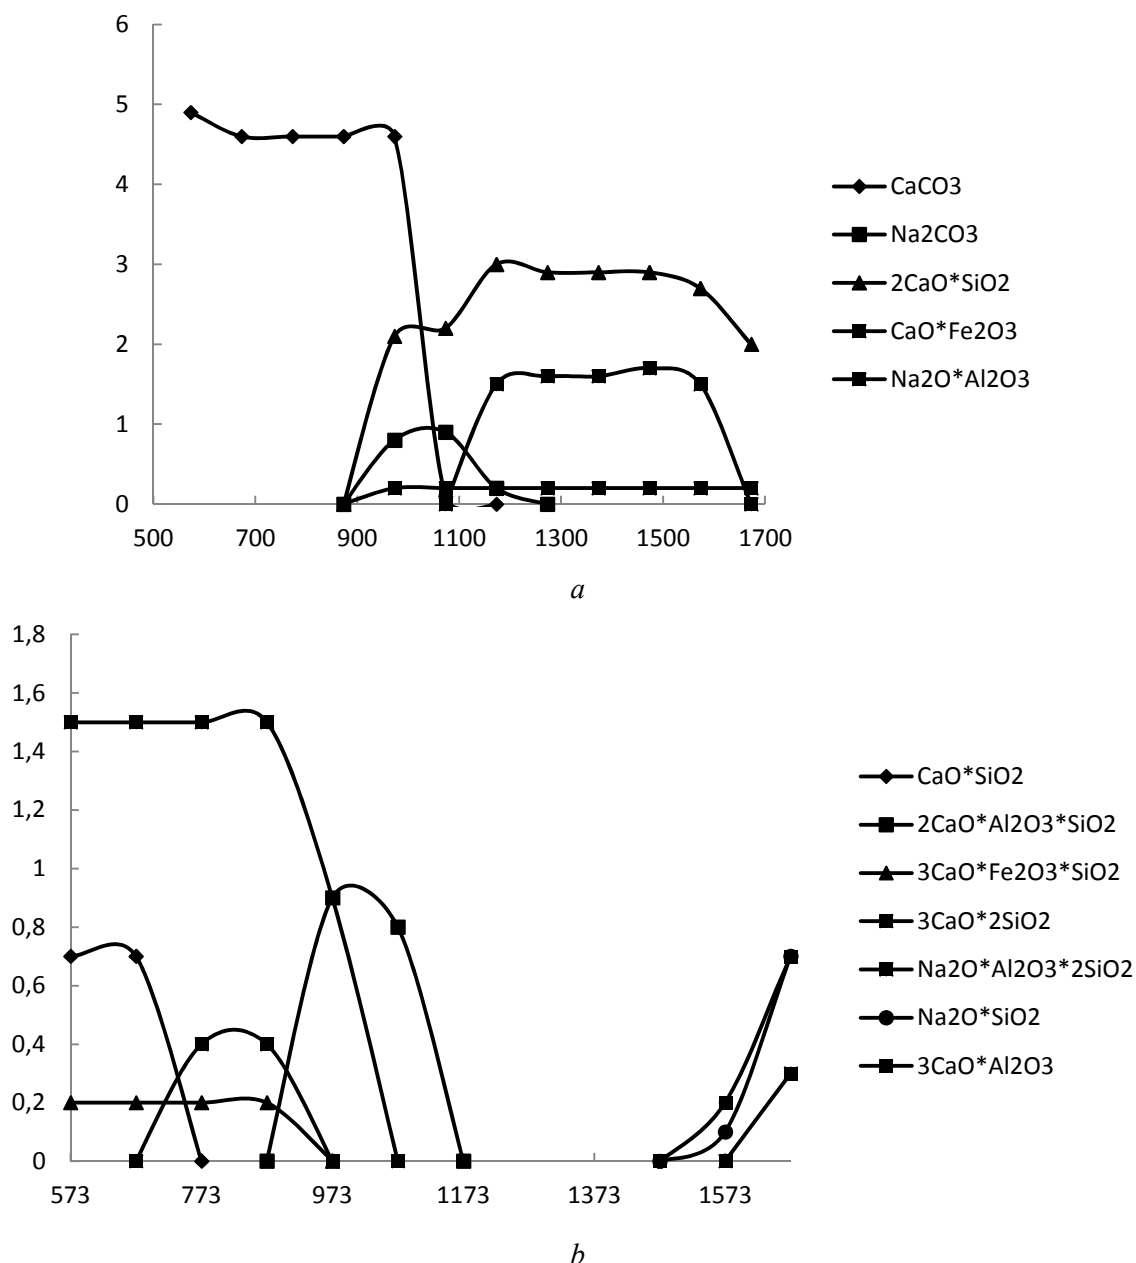 6
5
4
3
2
1
0
500 700 900 1100 1300 1500 1700
CaCO3
Na2CO3
2CaO*SiO2
CaO*Fe2O3
Na2O*Al2O3
a
1,8
1,6
1,4
1,2
1
0,8
0,6
0,4
0,2
0
573 773 973 1173 1373 1573
CaO*SiO2
2CaO*Al2O3*SiO2
3CaO*Fe2O3*SiO2
3CaO*2SiO2
Na2O*Al2O3*2SiO2
Na2O*SiO2
3CaO*Al2O3
b